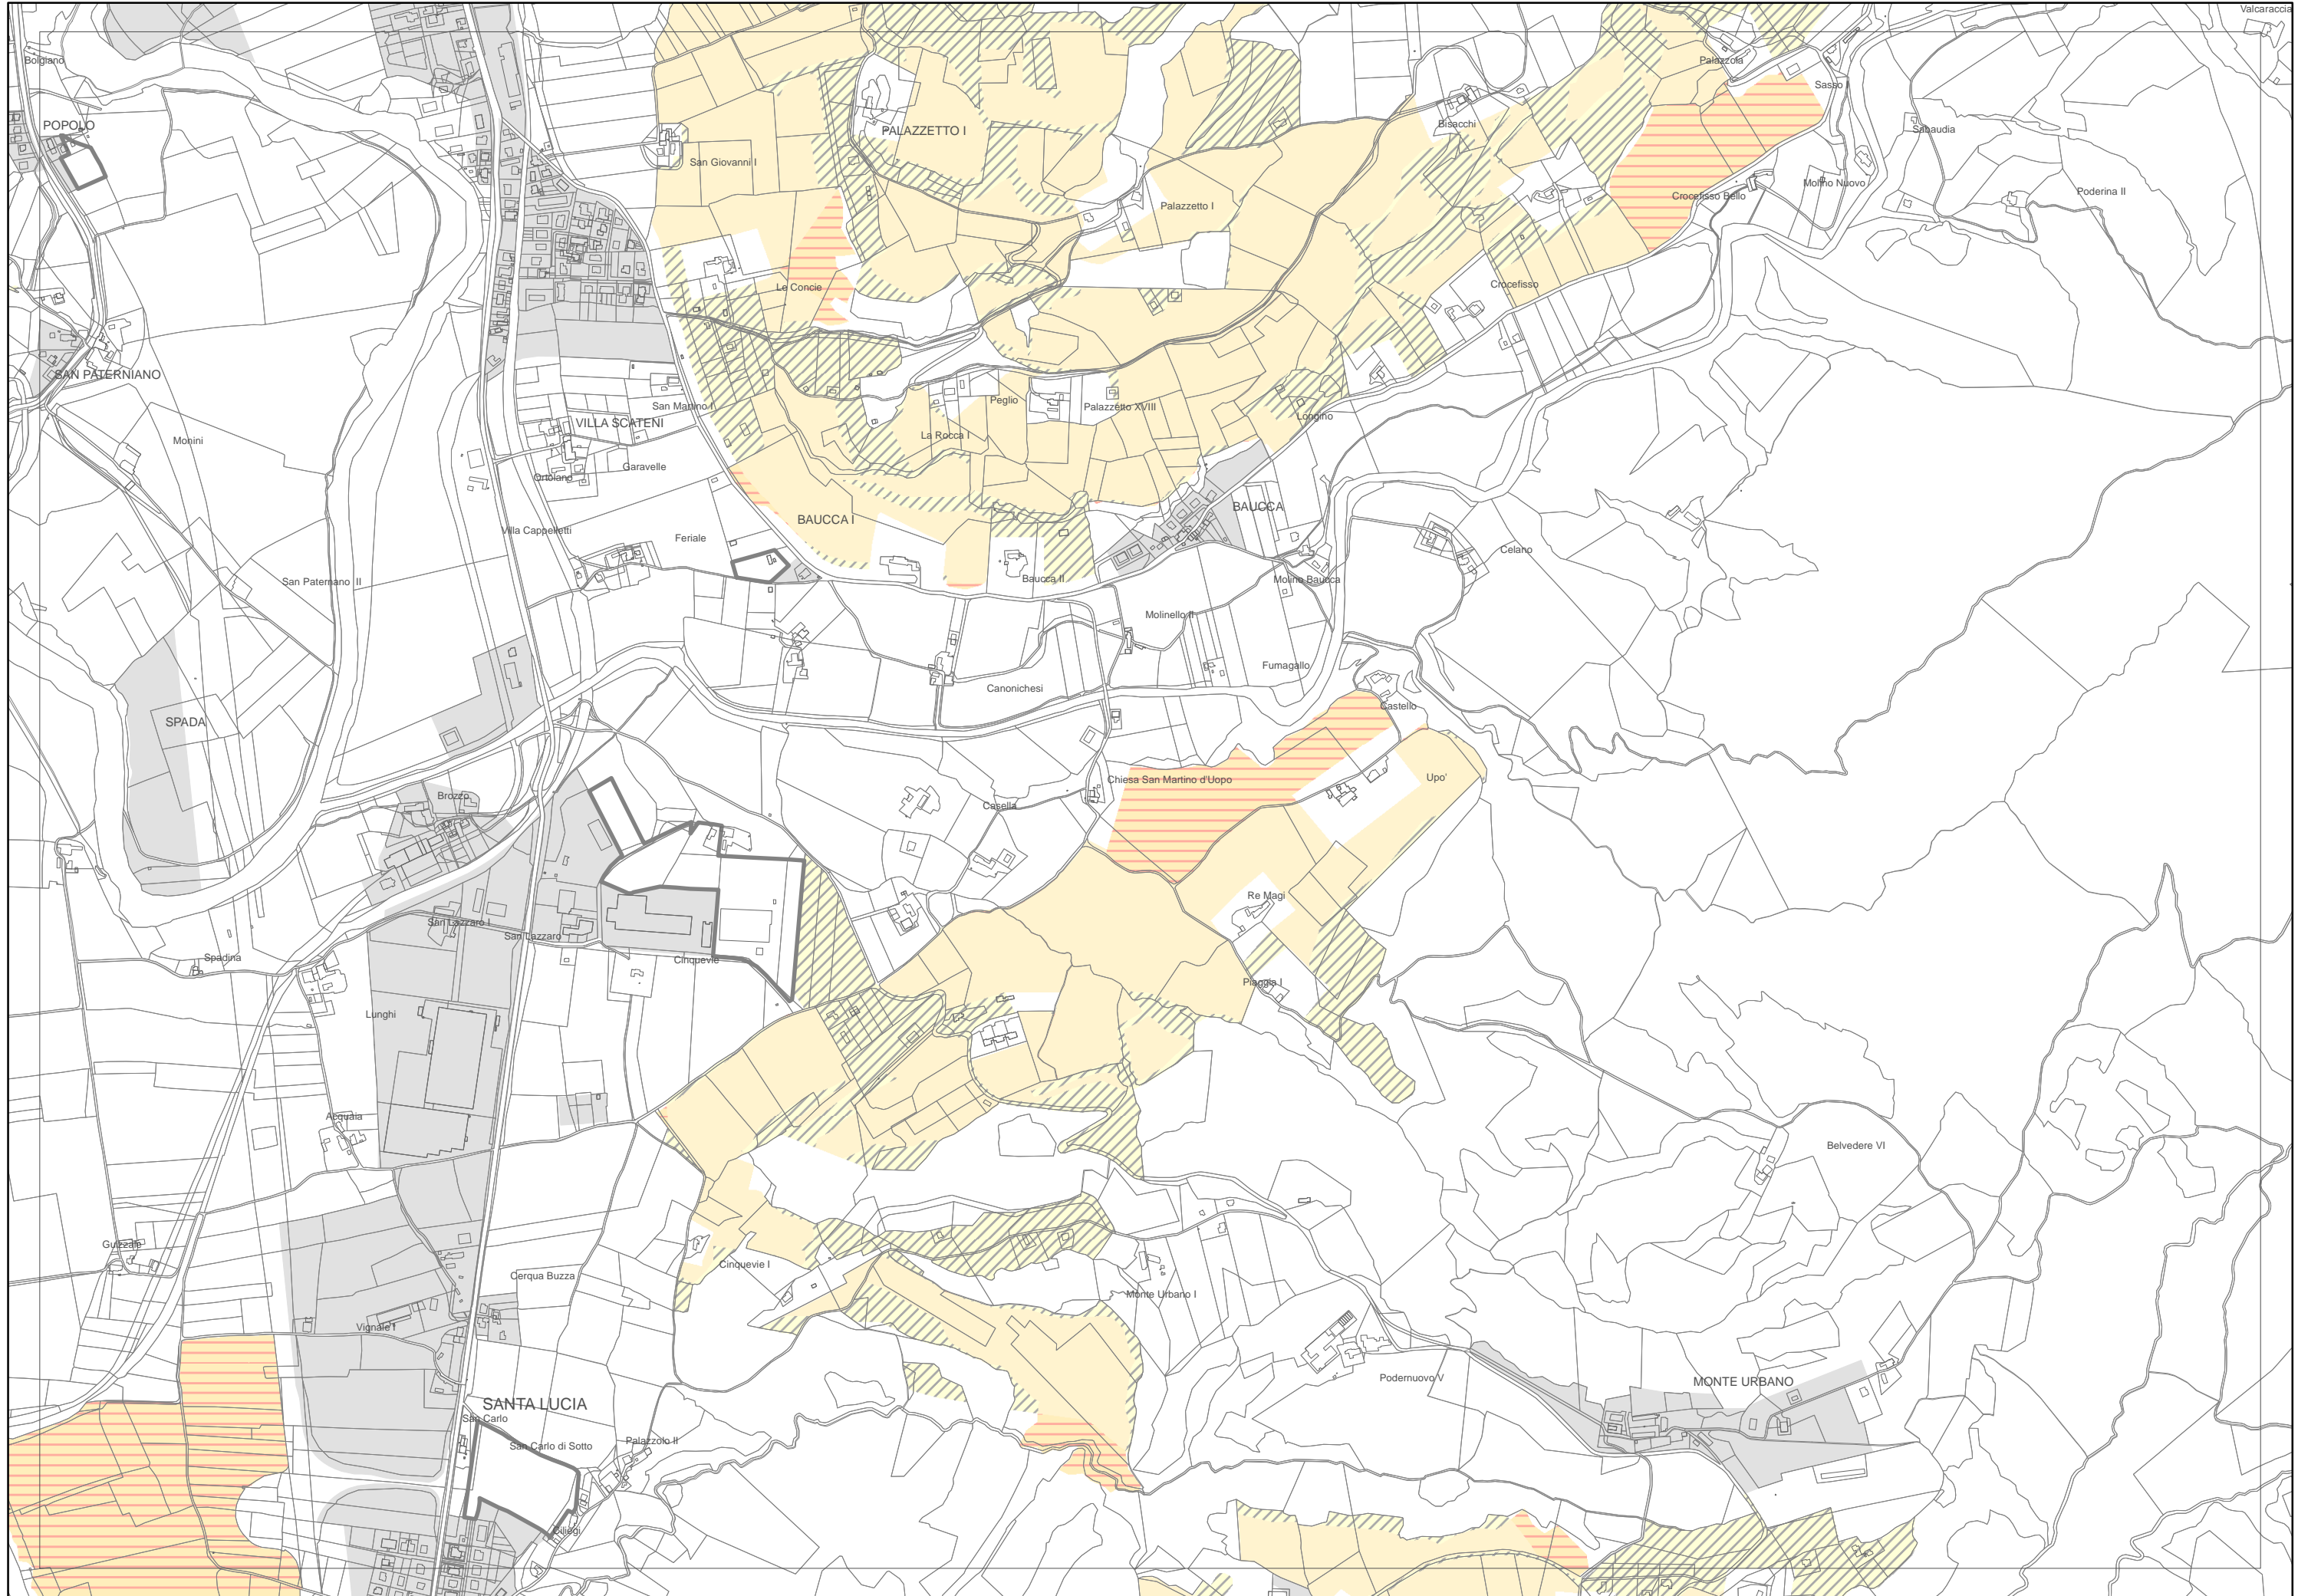 Valcaraccia
Bolgiano
Palazzola
Sasso I
POPOLO
PALAZZETTO I
Bisacchi
Sabaudia
San Giovanni I
Molino Nuovo
Poderina II
Crocefisso Bello
Palazzetto I
Le Concie
Crocefisso
SAN PATERNIANO
Peglio
San Martino I
Palazzetto XVIII
Longino
VILLA SCATENI
Monini
La Rocca I
Garavelle
Ortolano
BAUCCA
BAUCCA I
Villa Cappelletti
Feriale
Celano
San Paternano II
Baucca II
Molino Baucca
Molinello II
Fumagallo
Canonichesi
Castello
SPADA
Chiesa San Martino d'Uopo
Upo'
Brozzo
Casella
Re Magi
San Lazzaro I
San Lazzaro
Spadina
Cinquevie
Piaggia I
Lunghi
Acquaia
Belvedere VI
Guizzale
Cinquevie I
Cerqua Buzza
Monte Urbano I
Vignale I
Podernuovo V
MONTE URBANO
SANTA LUCIA
San Carlo
San Carlo di Sotto
Palazzolo II
Ciliegi